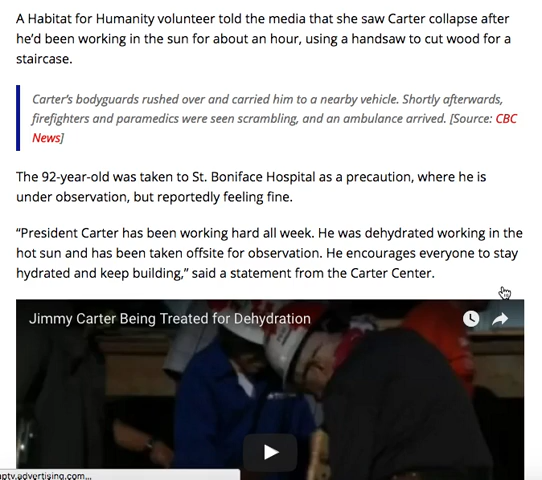 A Habitat for Humanity volunteer told the media that she saw Carter collapse after
he’d been working in the sun for about an hour, using a handsaw to cut wood for a
staircase.
Carter’s bodyguards rushed over and carried him to a nearby vehicle. Shortly afterwards,
firefighters and paramedics were seen scrambling, and an ambulance arrived. [Source: CBC
News]
The 92-year-old was taken to St. Boniface Hospital as a precaution, where he is
under observation, but reportedly feeling fine.
“President Carter has been working hard all week. He was dehydrated working in the
hot sun and has been taken offsite for observation. He encourages everyone to stay
hydrated and keep building,” said a statement from the Carter Center.
Jimmy Carter Being Treated for Dehydration
ptv.advertising.com...